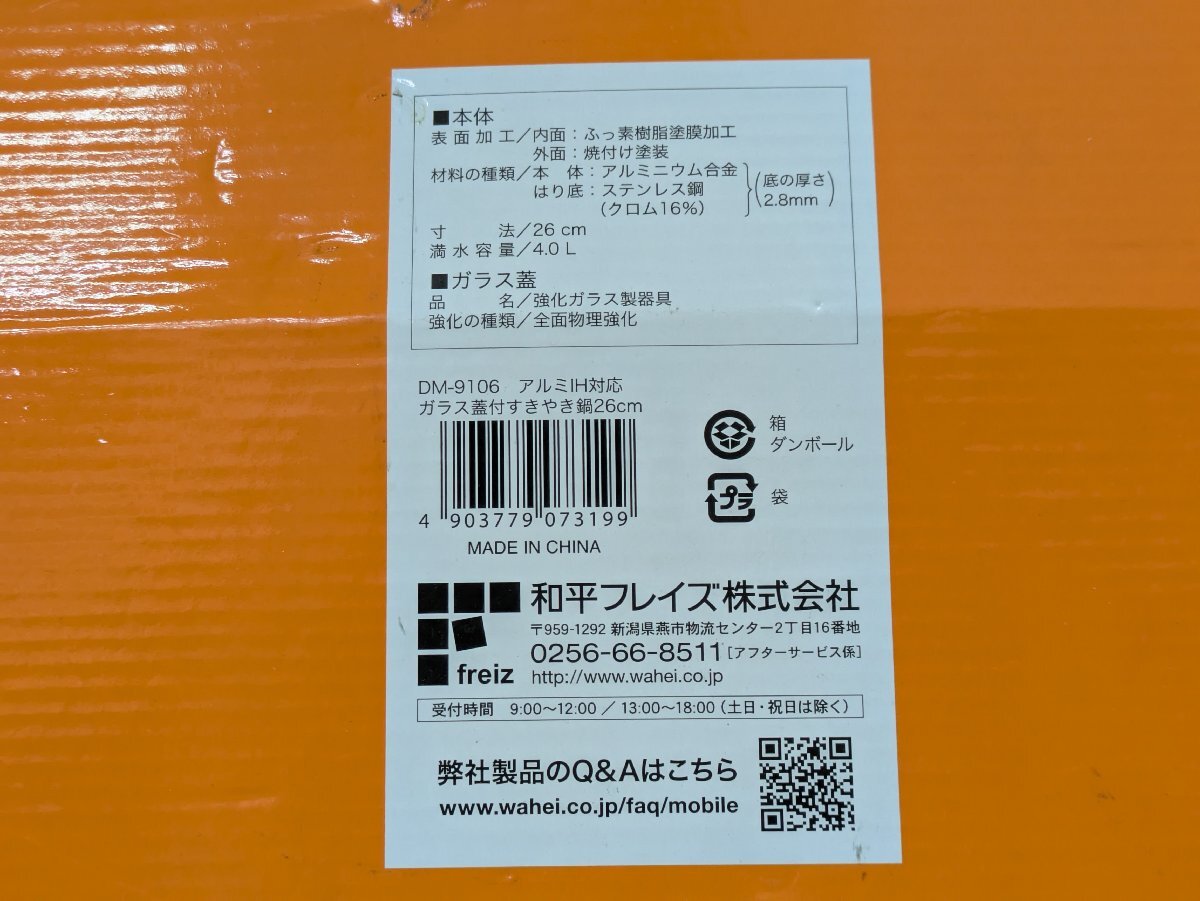 ■本体
表面加工／内面：ふっ素樹脂塗膜加工
外面：焼付け塗装
材料の種類／本 体：アルミニウム合金
はり底：ステンレス鋼
（クロム16%）
（底の厚さ
2.8mm）
寸 法／26 cm
満水容量／4.0 L
■ガラス蓋
品 名／強化ガラス製器具
強化の種類／全面物理強化
DM-9106 アルミIH対応
ガラス蓋付すきやき鍋26cm
4 903779 073199
MADE IN CHINA
箱
ダンボール
プラ
袋
和平フレイズ株式会社
〒959-1292 新潟県燕市物流センター2丁目16番地
0256-66-8511［アフターサービス係］
freiz
http://www.wahei.co.jp
受付時間 9:00〜12:00 ／ 13:00〜18:00（土日・祝日は除く）
弊社製品のQ&Aはこちら
www.wahei.co.jp/faq/mobile